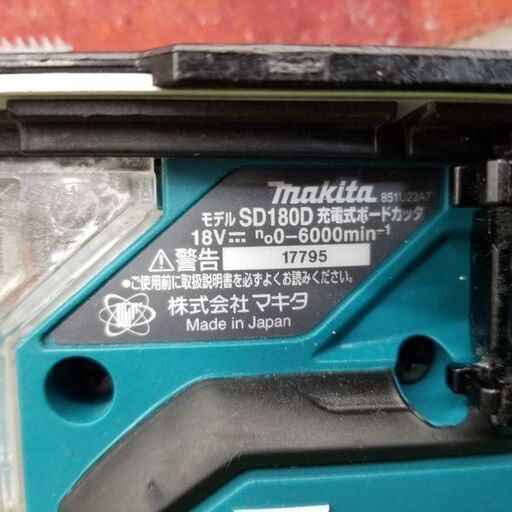 makita 851U22A7
モデル SD180D 充電式ボードカッタ
18V⎓ n₀0-6000min⁻¹
⚠警告 17795
•ご使用前に取扱説明書を必ずよくお読みください。
株式会社マキタ
Made in Japan